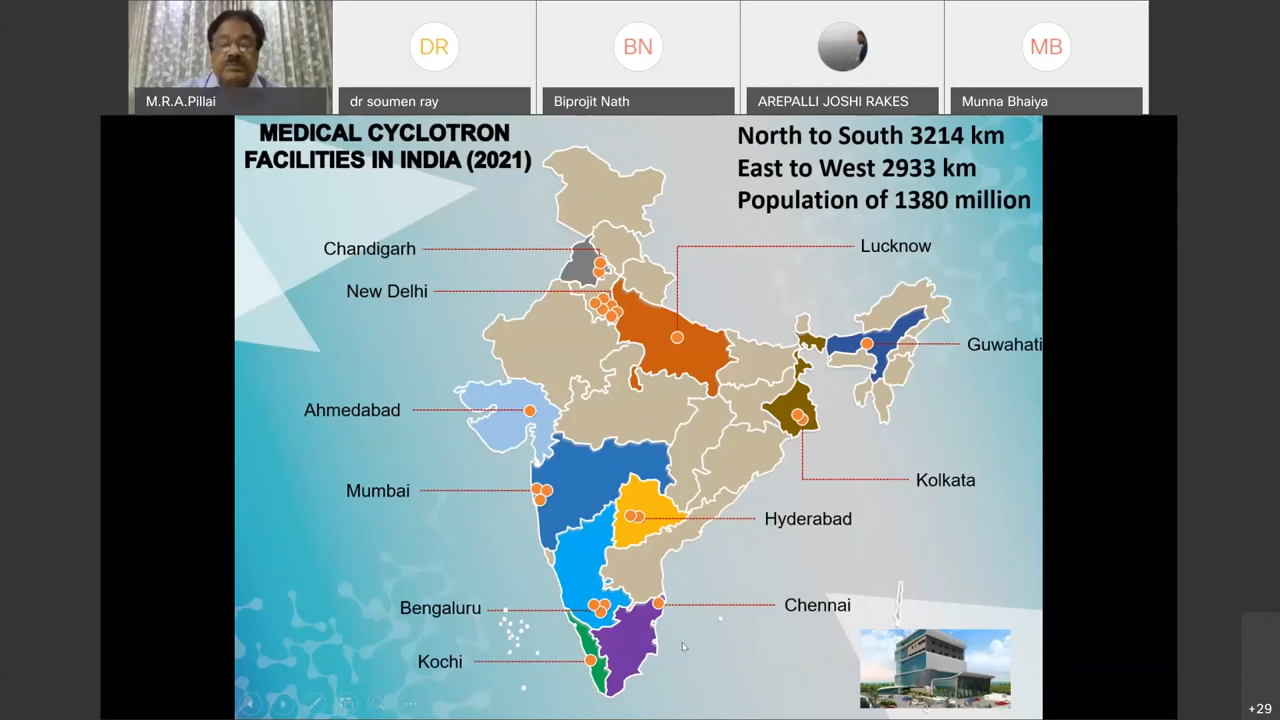 DR
BN
MB
M.R.A.Pillai
dr soumen ray
Biprojit Nath
AREPALLI JOSHI RAKES
Munna Bhaiya
MEDICAL CYCLOTRON
FACILITIES IN INDIA (2021)
North to South 3214 km
East to West 2933 km
Population of 1380 million
Chandigarh
Lucknow
New Delhi
Guwahati
Ahmedabad
Kolkata
Mumbai
Hyderabad
Bengaluru
Chennai
Kochi
+29